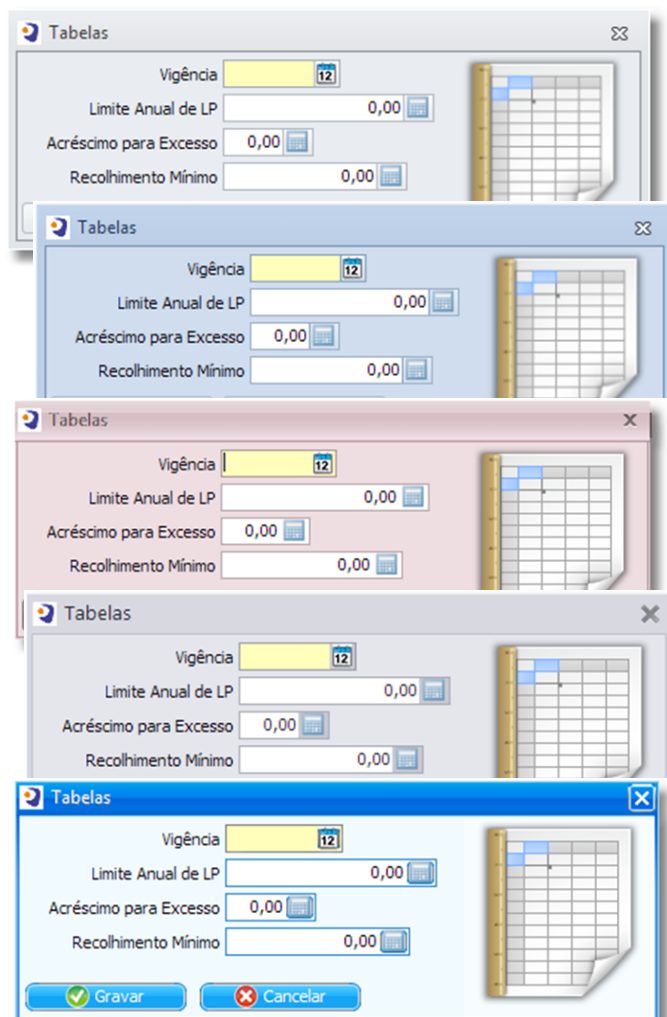 Tabelas
Vigência 12
Limite Anual de LP 0,00
Acréscimo para Excesso 0,00
Recolhimento Mínimo 0,00
Tabelas
Vigência 12
Limite Anual de LP 0,00
Acréscimo para Excesso 0,00
Recolhimento Mínimo 0,00
Tabelas
Vigência 12
Limite Anual de LP 0,00
Acréscimo para Excesso 0,00
Recolhimento Mínimo 0,00
Tabelas
Vigência 12
Limite Anual de LP 0,00
Acréscimo para Excesso 0,00
Recolhimento Mínimo 0,00
Tabelas
Vigência 12
Limite Anual de LP 0,00
Acréscimo para Excesso 0,00
Recolhimento Mínimo 0,00
Gravar Cancelar